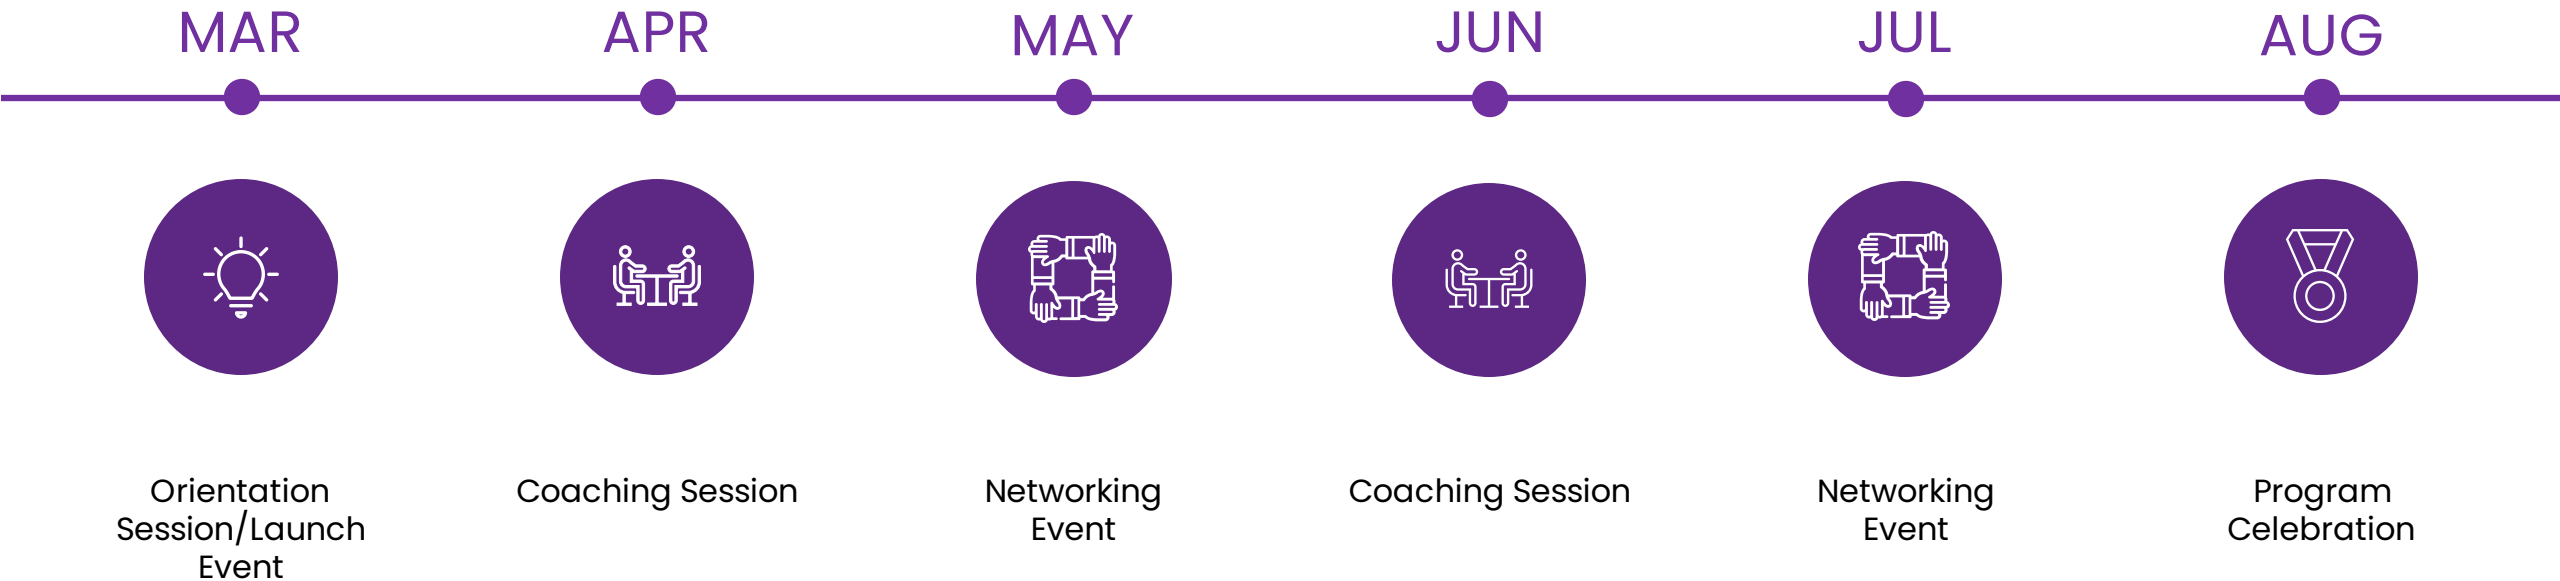 MAR
APR
MAY
JUN
JUL
AUG
Orientation
Session/Launch
Event
Coaching Session
Networking
Event
Coaching Session
Networking
Event
Program
Celebration